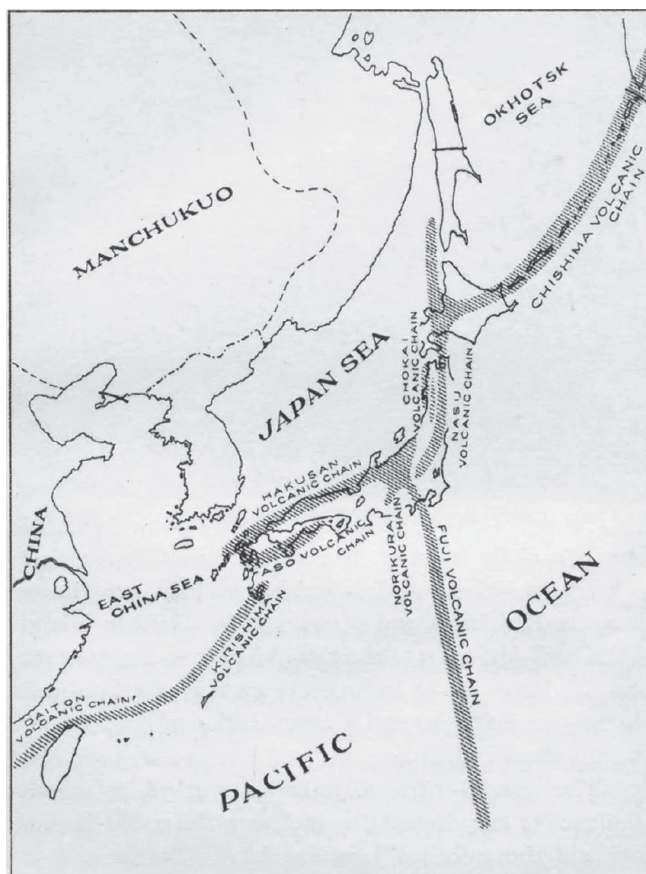 OKHOTSK
SEA
MANCHUKUO
CHISHIMA VOLCANIC
CHAIN
JAPAN SEA
CHOKAI
VOLCANIC CHAIN
NASU
VOLCANIC CHAIN
HAKUSAN
VOLCANIC CHAIN
ASO VOLCANIC
CHAIN
NORIKURA
VOLCANIC CHAIN
FUJI VOLCANIC CHAIN
CHINA
EAST
CHINA SEA
KIRISHIMA
VOLCANIC CHAIN
DAITON
VOLCANIC CHAIN
PACIFIC
OCEAN